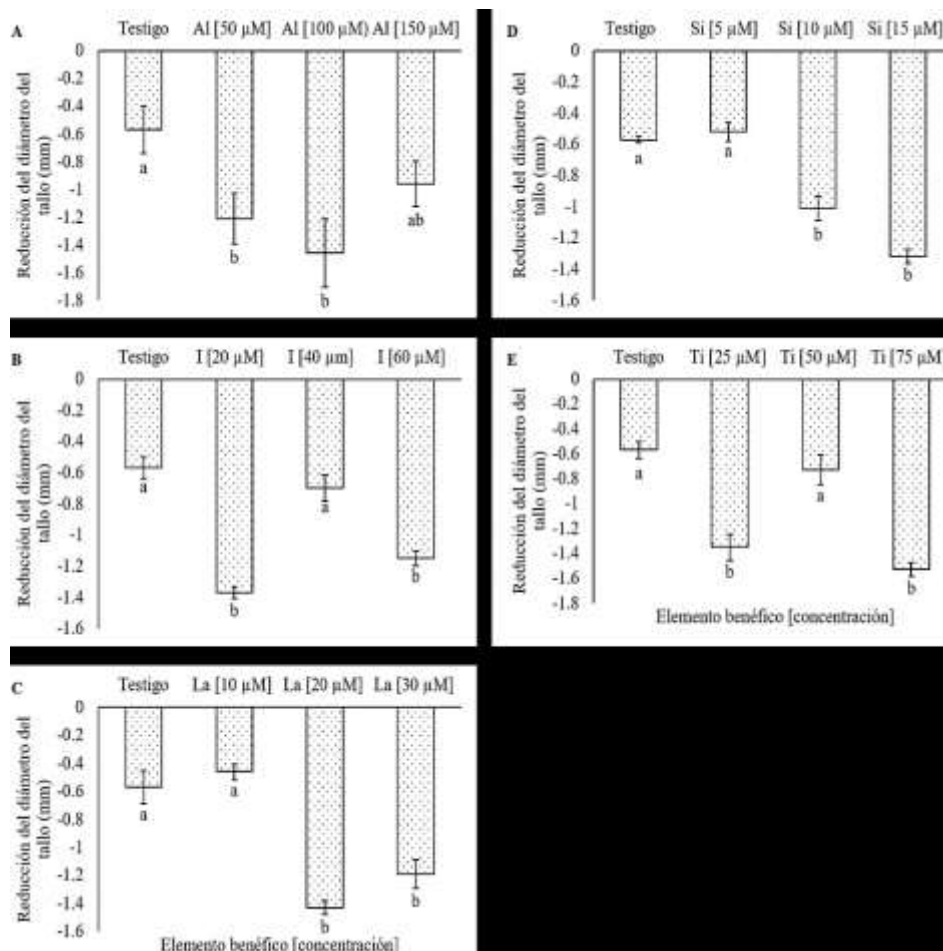 A
Testigo Al [50 µM] Al [100 µM) Al [150 µM]
0
-0.2
-0.4
-0.6
-0.8
-1
-1.2
-1.4
-1.6
-1.8
Reducción del diámetro del
tallo (mm)
a
b
b
ab
B
Testigo I [20 µM] I [40 µm] I [60 µM]
0
-0.2
-0.4
-0.6
-0.8
-1
-1.2
-1.4
-1.6
Reducción del diámetro del
tallo (mm)
a
b
a
b
C
Testigo La [10 µM] La [20 µM] La [30 µM]
0
-0.2
-0.4
-0.6
-0.8
-1
-1.2
-1.4
-1.6
Reducción del diámetro del
tallo (mm)
a
a
b
b
Elemento benéfico [concentración]
D
Testigo Si [5 µM] Si [10 µM] Si [15 µM]
0
-0.2
-0.4
-0.6
-0.8
-1
-1.2
-1.4
-1.6
Reducción del diámetro del
tallo (mm)
a
a
b
b
E
Testigo Ti [25 µM] Ti [50 µM] Ti [75 µM]
0
-0.2
-0.4
-0.6
-0.8
-1
-1.2
-1.4
-1.6
-1.8
Reducción del diámetro del
tallo (mm)
a
b
a
b
Elemento benéfico [concentración]